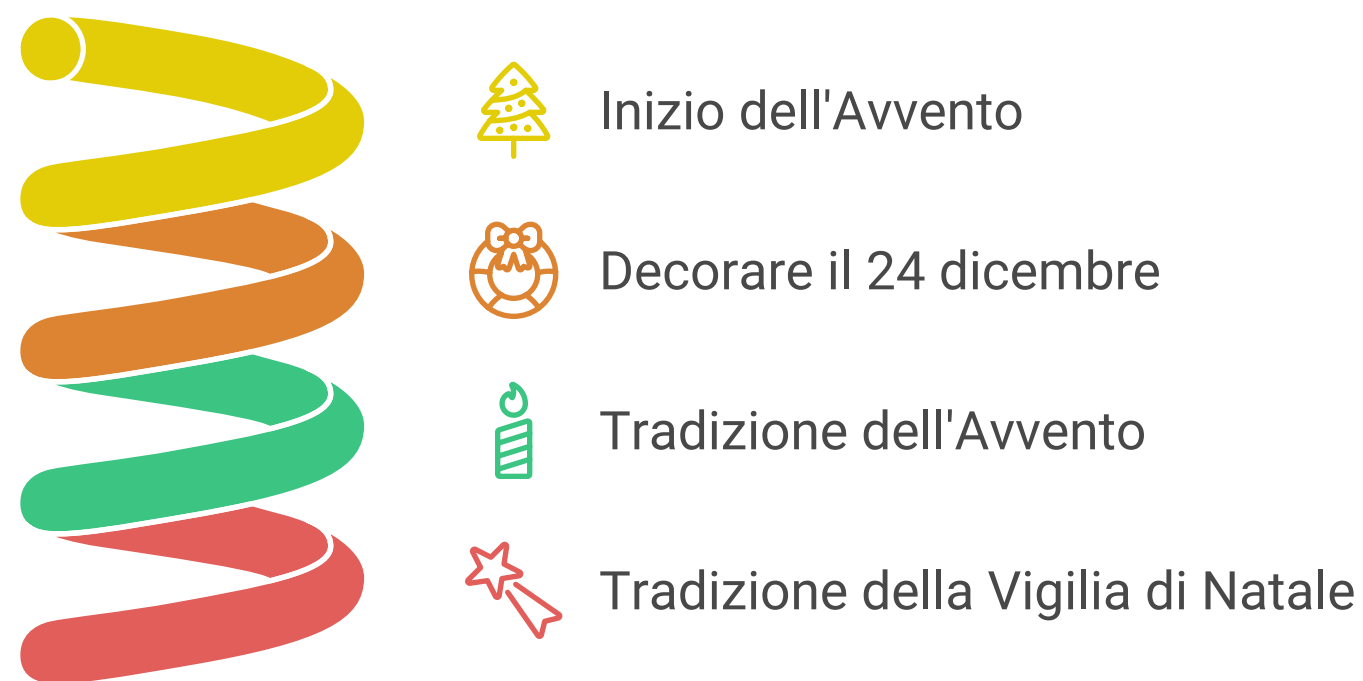 Inizio dell'Avvento
Decorare il 24 dicembre
Tradizione dell'Avvento
Tradizione della Vigilia di Natale